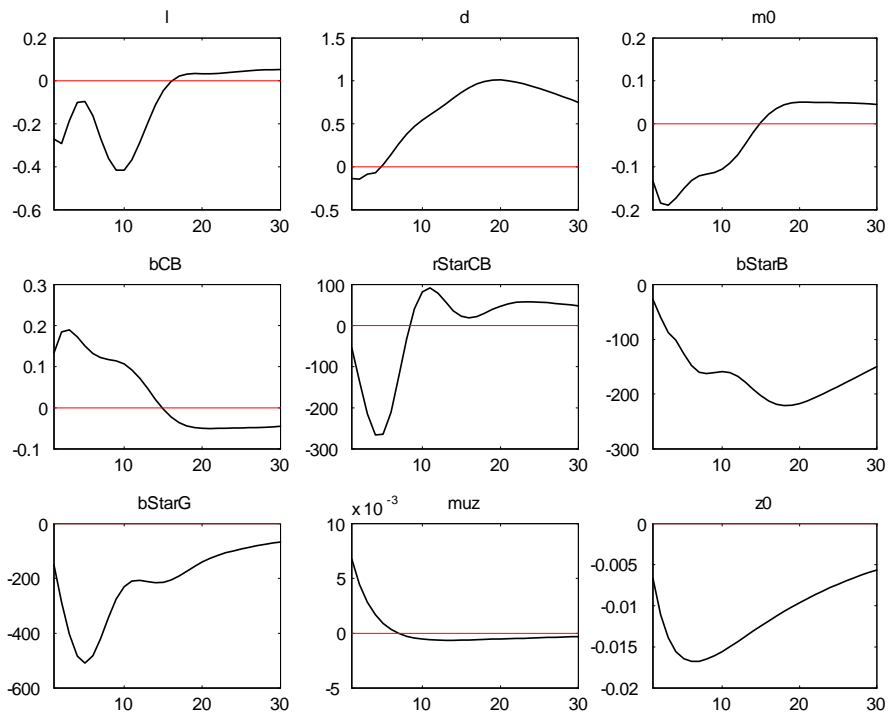 l
0.2
0
-0.2
-0.4
-0.6
10 20 30
d
1.5
1
0.5
0
-0.5
10 20 30
m0
0.2
0.1
0
-0.1
-0.2
10 20 30
bCB
0.3
0.2
0.1
0
-0.1
10 20 30
rStarCB
100
0
-100
-200
-300
10 20 30
bStarB
0
-100
-200
-300
10 20 30
bStarG
0
-200
-400
-600
10 20 30
muz
x 10 -3
10
5
0
-5
10 20 30
z0
0
-0.005
-0.01
-0.015
-0.02
10 20 30